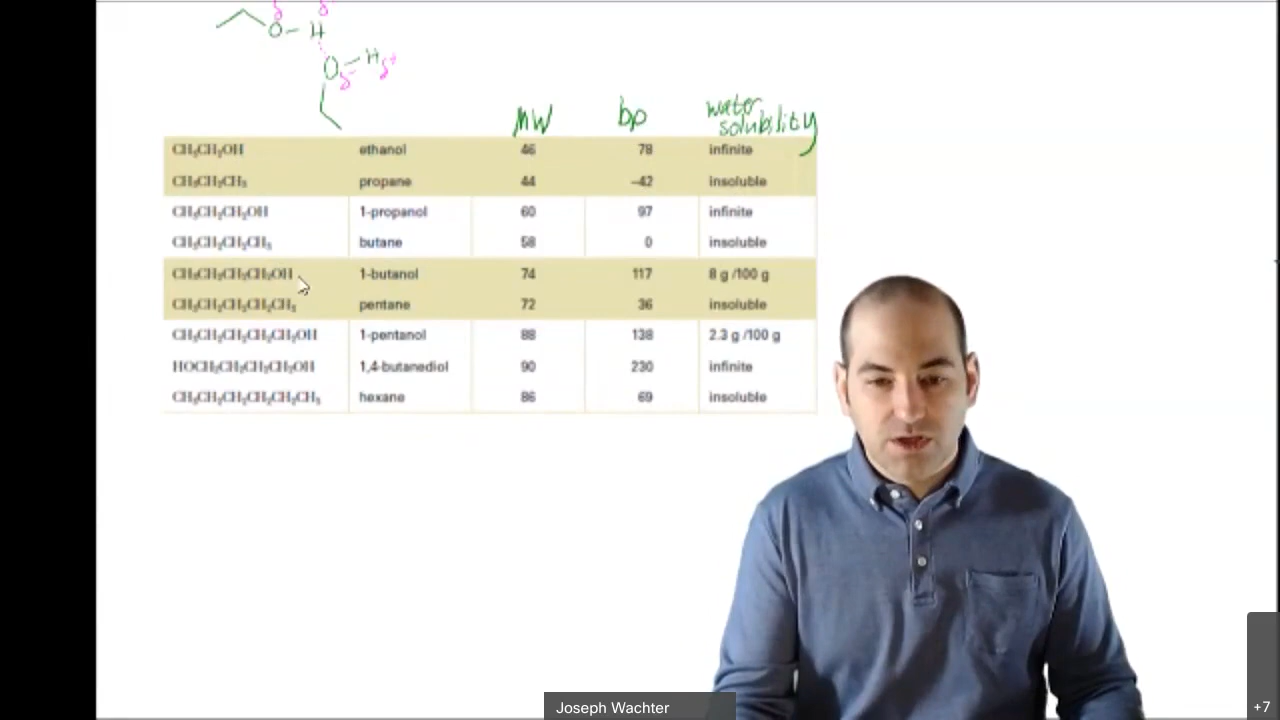 δ δ
O – H
O – H
δ- δ+
MW bp water solubility
CH₃CH₂OH ethanol 46 78 infinite
CH₃CH₂CH₃ propane 44 –42 insoluble
CH₃CH₂CH₂OH 1-propanol 60 97 infinite
CH₃CH₂CH₂CH₃ butane 58 0 insoluble
CH₃CH₂CH₂CH₂OH 1-butanol 74 117 8 g /100 g
CH₃CH₂CH₂CH₂CH₃ pentane 72 36 insoluble
CH₃CH₂CH₂CH₂CH₂OH 1-pentanol 88 138 2.3 g /100 g
HOCH₂CH₂CH₂CH₂OH 1,4-butanediol 90 230 infinite
CH₃CH₂CH₂CH₂CH₂CH₃ hexane 86 69 insoluble
Joseph Wachter
+7